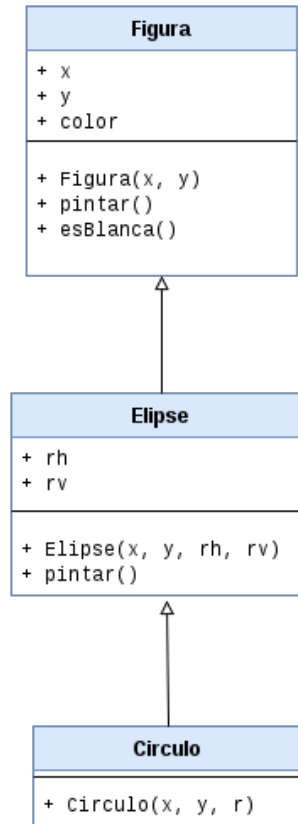 Figura
+ x
+ y
+ color
+ Figura(x, y)
+ pintar()
+ esBlanca()
Elipse
+ rh
+ rv
+ Elipse(x, y, rh, rv)
+ pintar()
Circulo
+ Circulo(x, y, r)